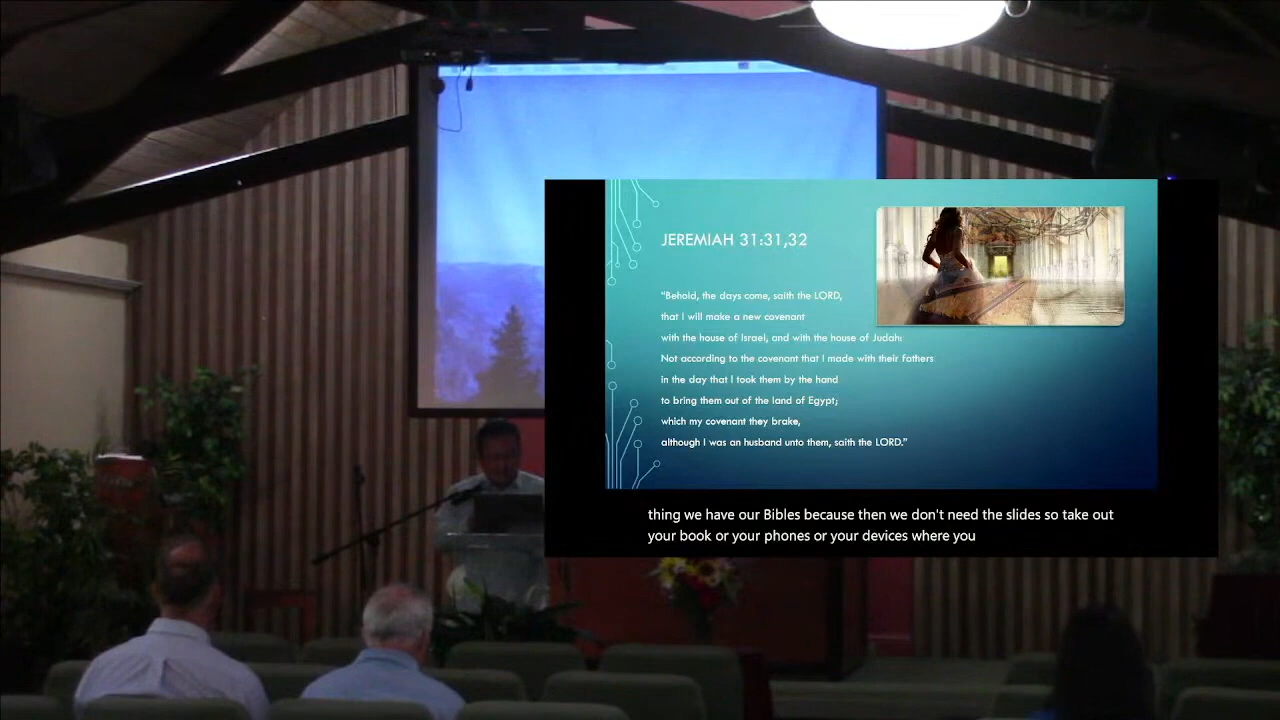 JEREMIAH 31:31,32
"Behold, the days come, saith the LORD,
that I will make a new covenant
with the house of Israel, and with the house of Judah:
Not according to the covenant that I made with their fathers
in the day that I took them by the hand
to bring them out of the land of Egypt;
which my covenant they brake,
although I was an husband unto them, saith the LORD."
thing we have our Bibles because then we don't need the slides so take out
your book or your phones or your devices where you